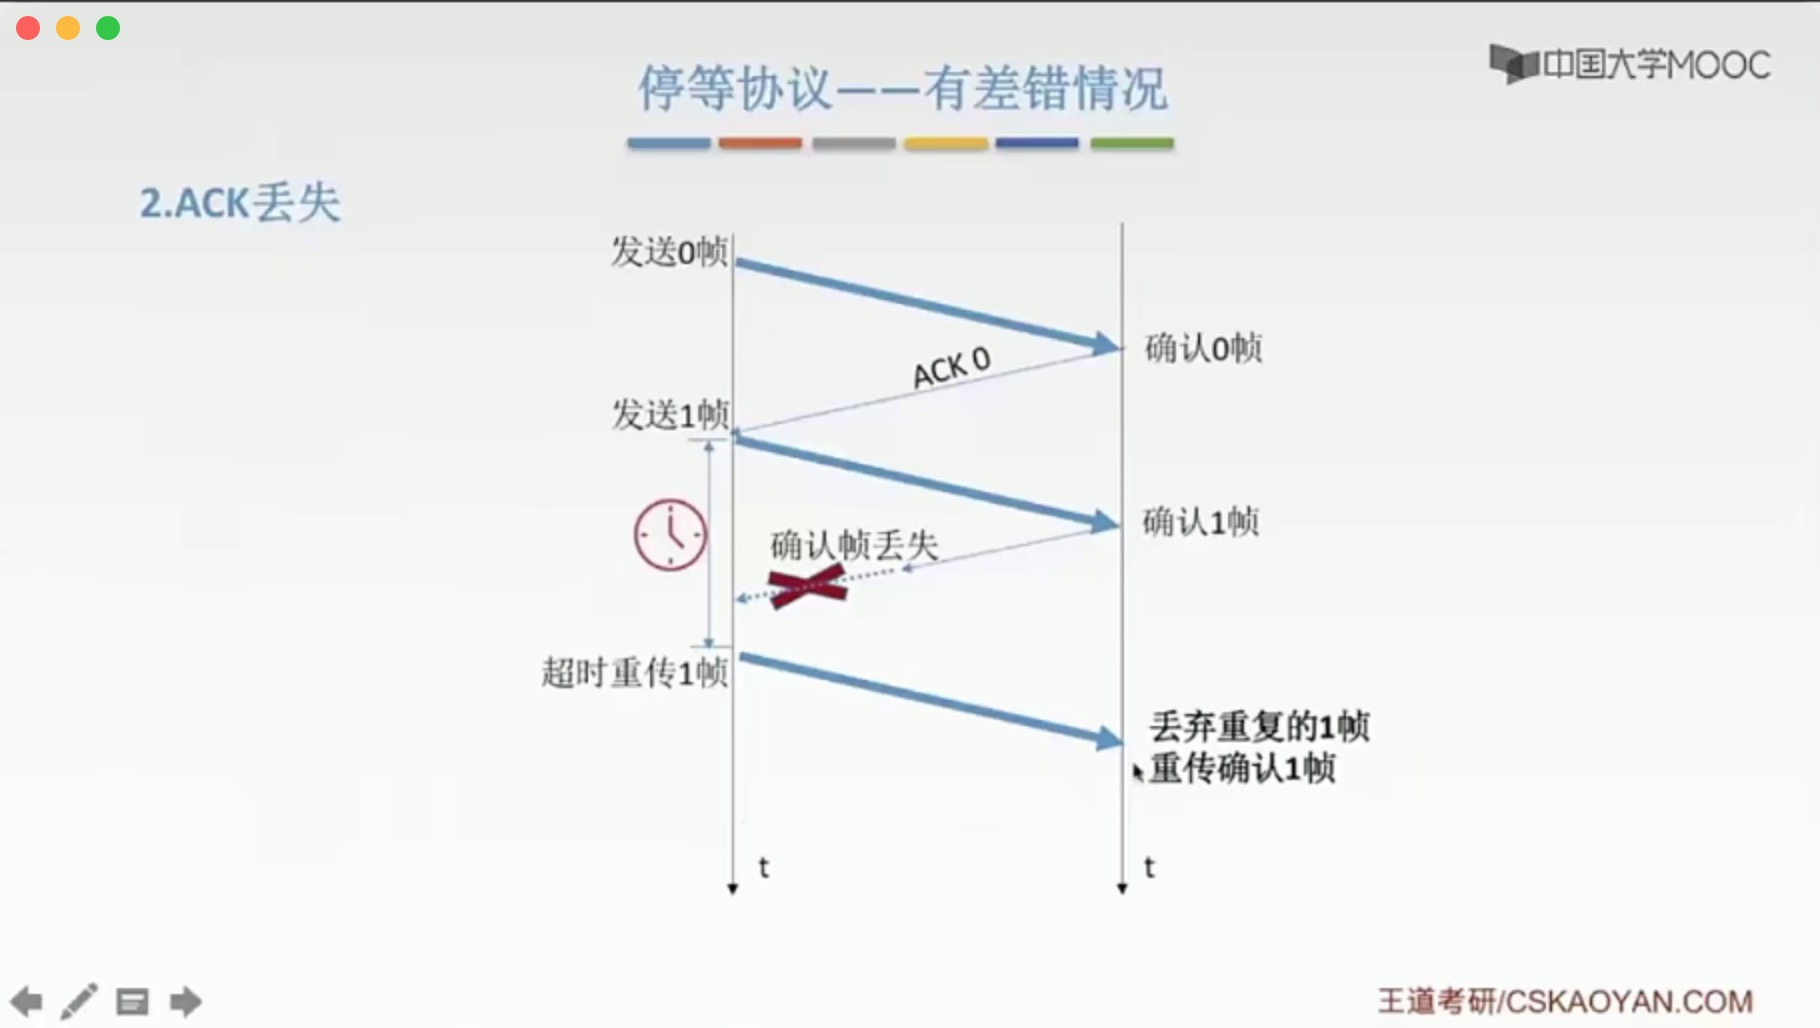 中国大学MOOC
停等协议——有差错情况
2.ACK丢失
发送0帧
确认0帧
ACK 0
发送1帧
确认1帧
确认帧丢失
超时重传1帧
丢弃重复的1帧
重传确认1帧
t
t
王道考研/CSKAOYAN.COM